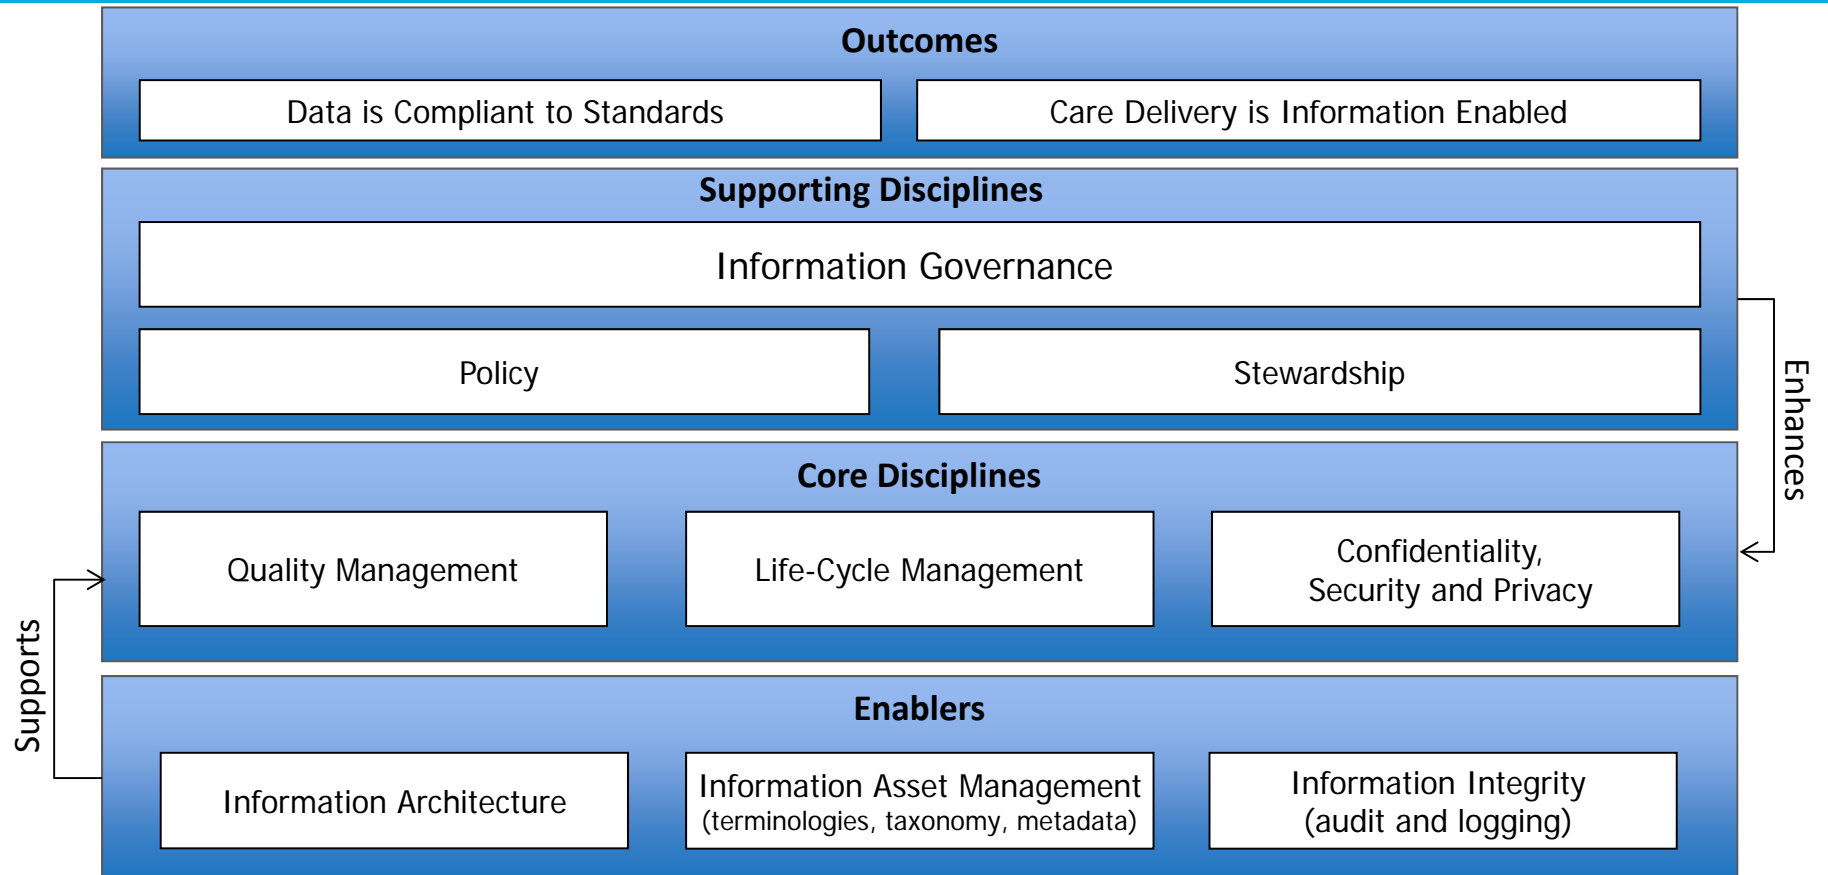 Outcomes
Data is Compliant to Standards
Care Delivery is Information Enabled
Supporting Disciplines
Information Governance
Policy
Stewardship
Enhances
Core Disciplines
Quality Management
Life-Cycle Management
Confidentiality,
Security and Privacy
Supports
Enablers
Information Architecture
Information Asset Management
(terminologies, taxonomy, metadata)
Information Integrity
(audit and logging)